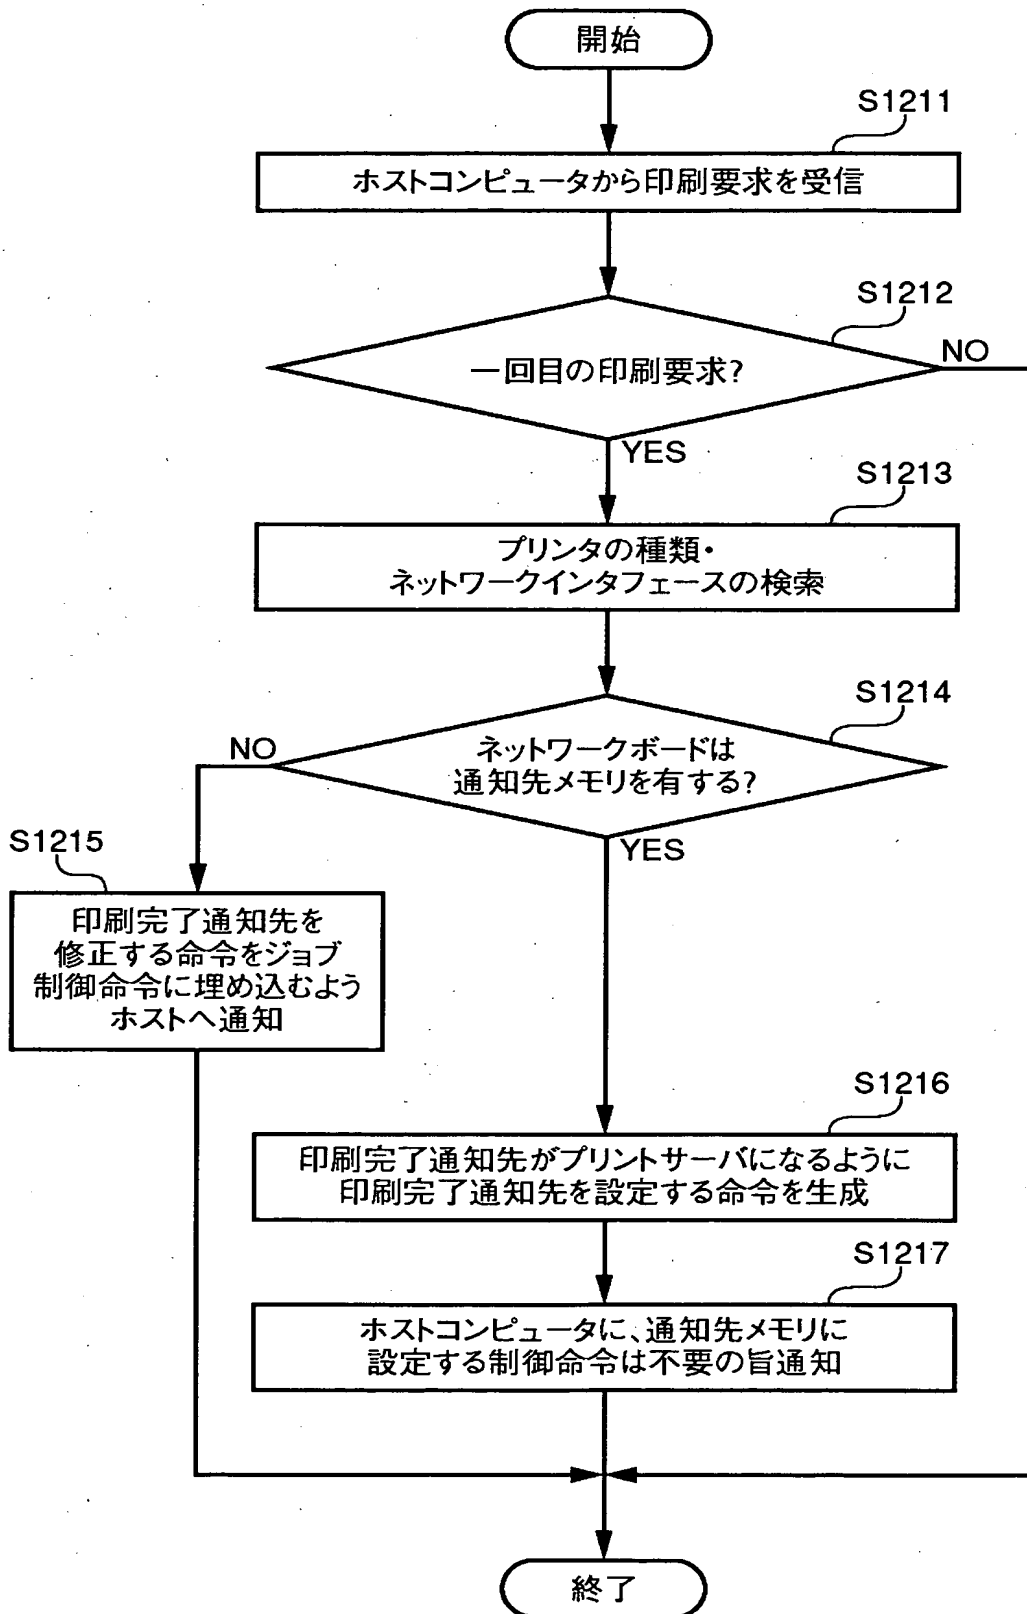 開始
S1211
ホストコンピュータから印刷要求を受信
S1212
一回目の印刷要求?
NO
YES
S1213
プリンタの種類・
ネットワークインタフェースの検索
S1214
ネットワークボードは
通知先メモリを有する?
NO
YES
S1215
印刷完了通知先を
修正する命令をジョブ
制御命令に埋め込むよう
ホストへ通知
S1216
印刷完了通知先がプリントサーバになるように
印刷完了通知先を設定する命令を生成
S1217
ホストコンピュータに、通知先メモリに
設定する制御命令は不要の旨通知
終了